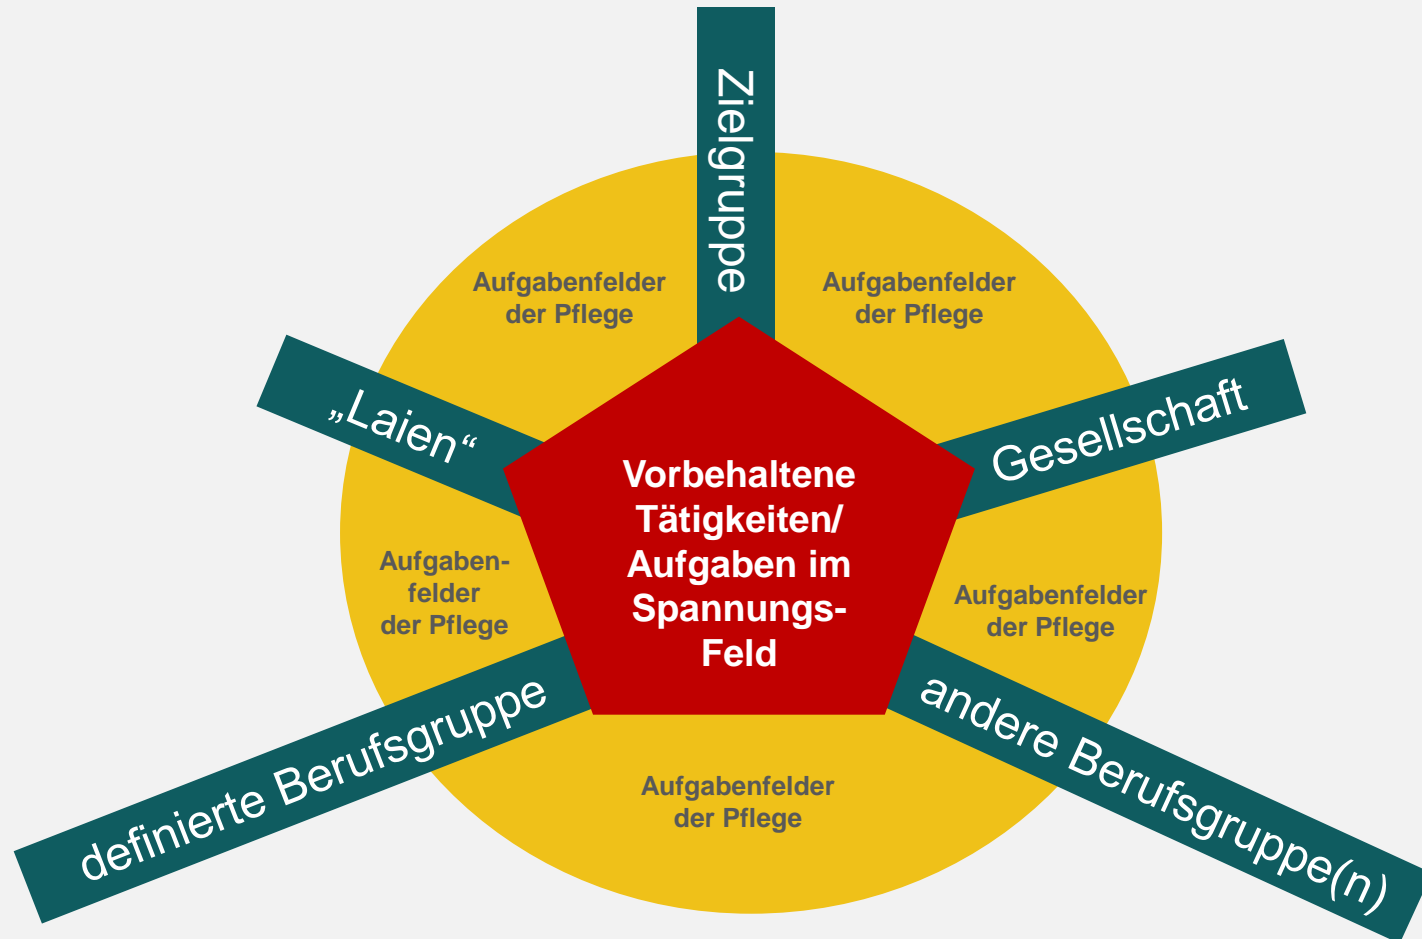 Zielgruppe
Aufgabenfelder
der Pflege
Aufgabenfelder
der Pflege
„Laien“
Gesellschaft
Vorbehaltene
Tätigkeiten/
Aufgaben im
Spannungs-
Feld
Aufgaben-
felder
der Pflege
Aufgabenfelder
der Pflege
definierte Berufsgruppe
andere Berufsgruppe(n)
Aufgabenfelder
der Pflege